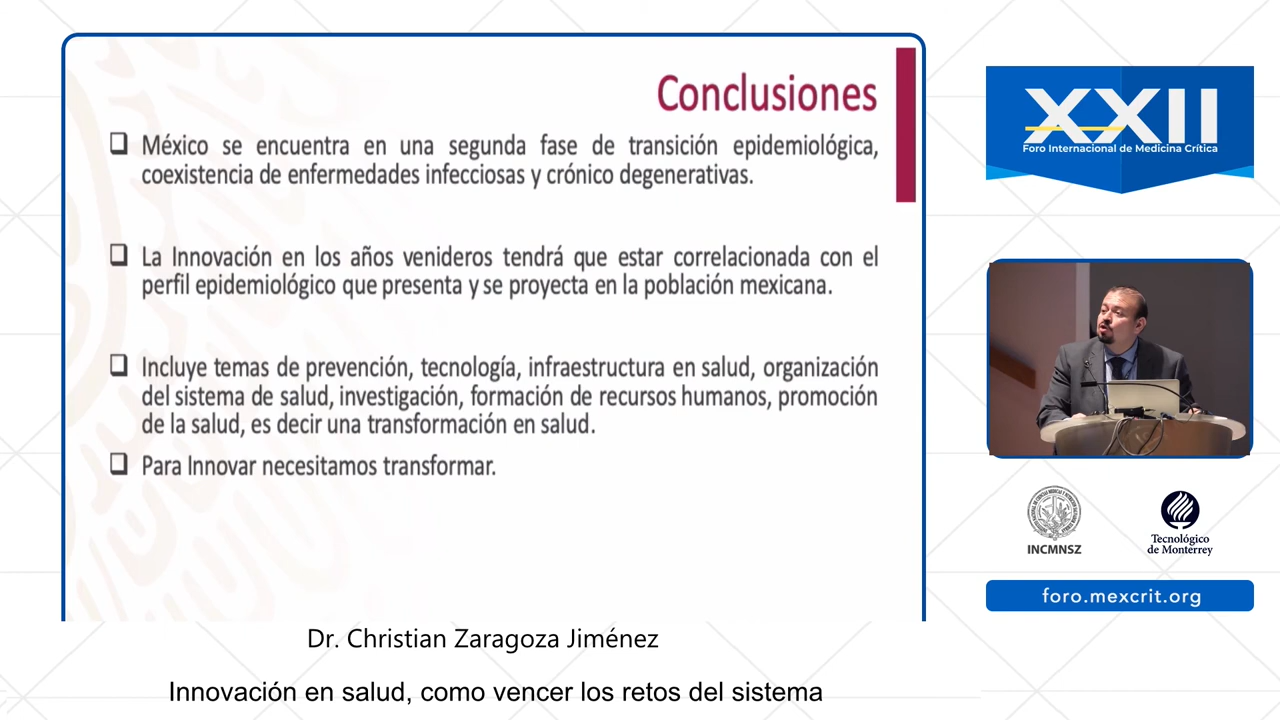 Conclusiones
México se encuentra en una segunda fase de transición epidemiológica,
coexistencia de enfermedades infecciosas y crónico degenerativas.
La Innovación en los años venideros tendrá que estar correlacionada con el
perfil epidemiológico que presenta y se proyecta en la población mexicana.
Incluye temas de prevención, tecnología, infraestructura en salud, organización
del sistema de salud, investigación, formación de recursos humanos, promoción
de la salud, es decir una transformación en salud.
Para Innovar necesitamos transformar.
Dr. Christian Zaragoza Jiménez
Innovación en salud, como vencer los retos del sistema
XXII
Foro Internacional de Medicina Crítica
INCMNSZ
Tecnológico
de Monterrey
foro.mexcrit.org